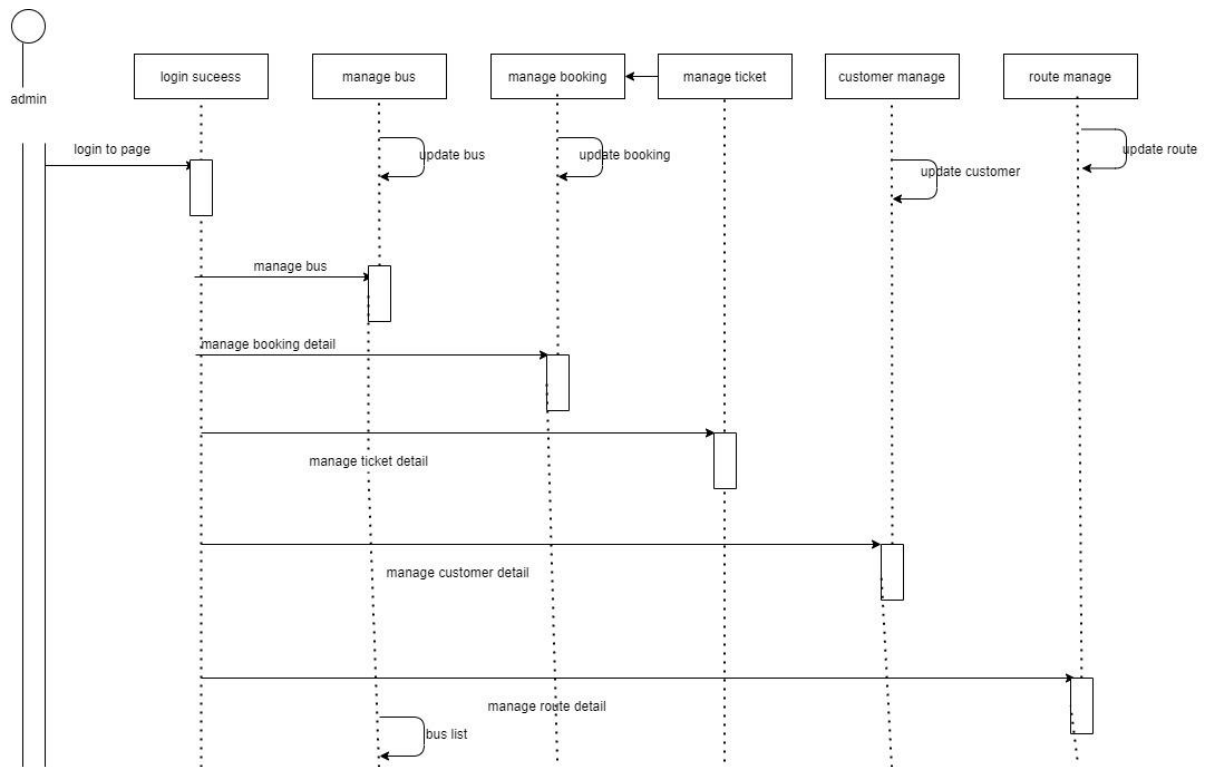 login suceess
manage bus
manage booking
manage ticket
customer manage
route manage
admin
login to page
update bus
update booking
update route
update customer
manage bus
manage booking detail
manage ticket detail
manage customer detail
manage route detail
bus list